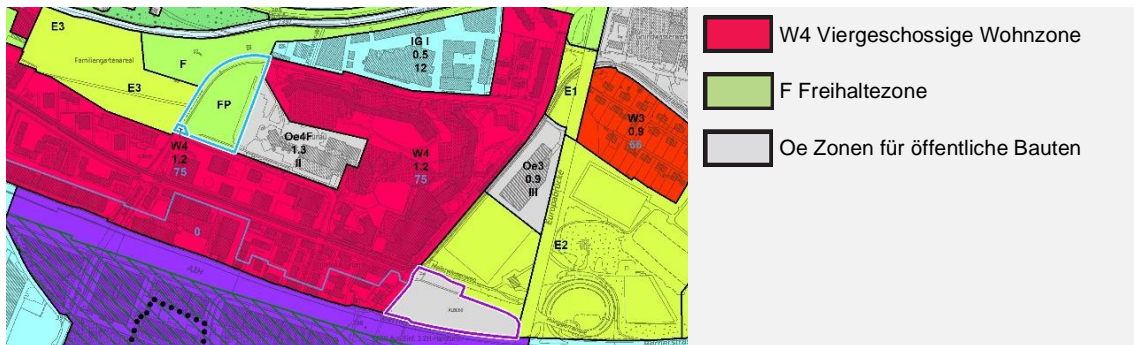 E3
Familiengartenareal
F
E3
FP
IG I
0.5
12
W4
1.2
75
Oe4F
1.3
II
W4
1.2
75
E1
W3
0.9
66
Oe3
0.9
III
Europabrücke
E2
0
W4 Viergeschossige Wohnzone
F Freihaltezone
Oe Zonen für öffentliche Bauten